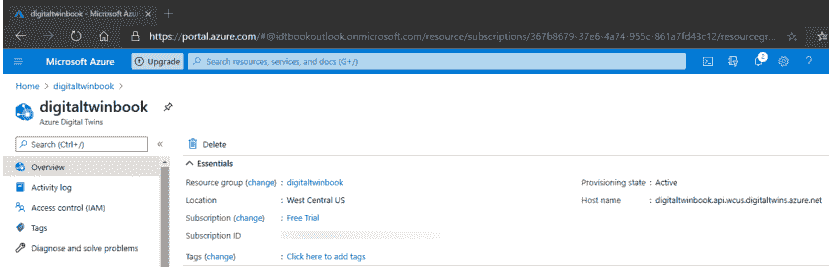 digitaltwinbook - Microsoft Azu
https://portal.azure.com/#@idtbookoutlook.onmicrosoft.com/resource/subscriptions/367b8679-37e6-4a74-955c-861a7fd43c12/resourcegr...
Microsoft Azure
Upgrade
Search resources, services, and docs (G+/)
2
Home > digitaltwinbook >
digitaltwinbook
Azure Digital Twins
Search (Ctrl+/)
Overview
Activity log
Access control (IAM)
Tags
Diagnose and solve problems
Delete
Essentials
Resource group (change) : digitaltwinbook
Location : West Central US
Subscription (change) : Free Trial
Subscription ID
Tags (change) : Click here to add tags
Provisioning state : Active
Host name : digitaltwinbook.api.wcus.digitaltwins.azure.net